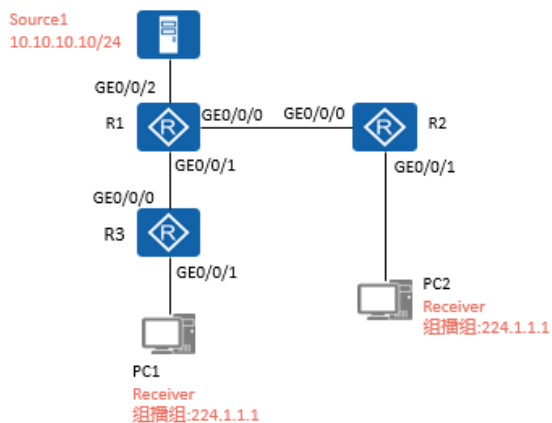 Source1
10.10.10.10/24
GE0/0/2
R1
GE0/0/0
GE0/0/0
R2
GE0/0/1
GE0/0/1
GE0/0/0
R3
GE0/0/1
PC2
Receiver
组播组:224.1.1.1
PC1
Receiver
组播组:224.1.1.1